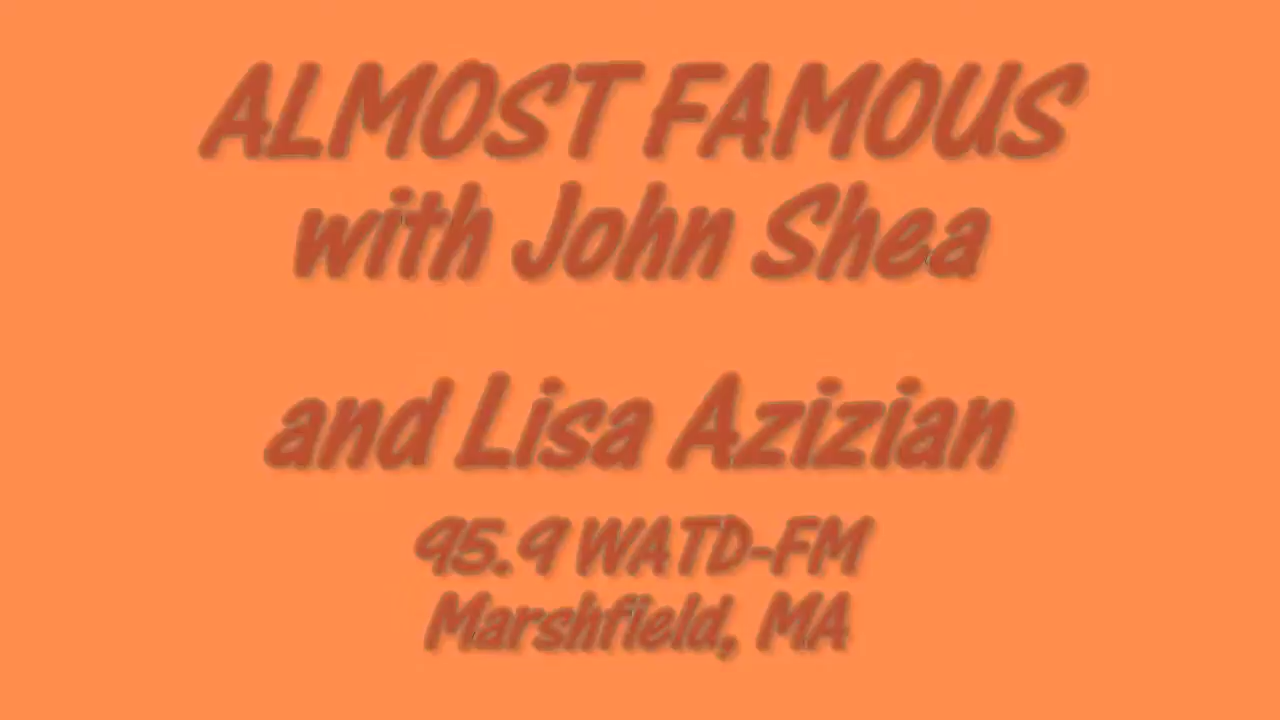 ALMOST FAMOUS
with John Shea
and Lisa Azizian
95.9 WATD-FM
Marshfield, MA